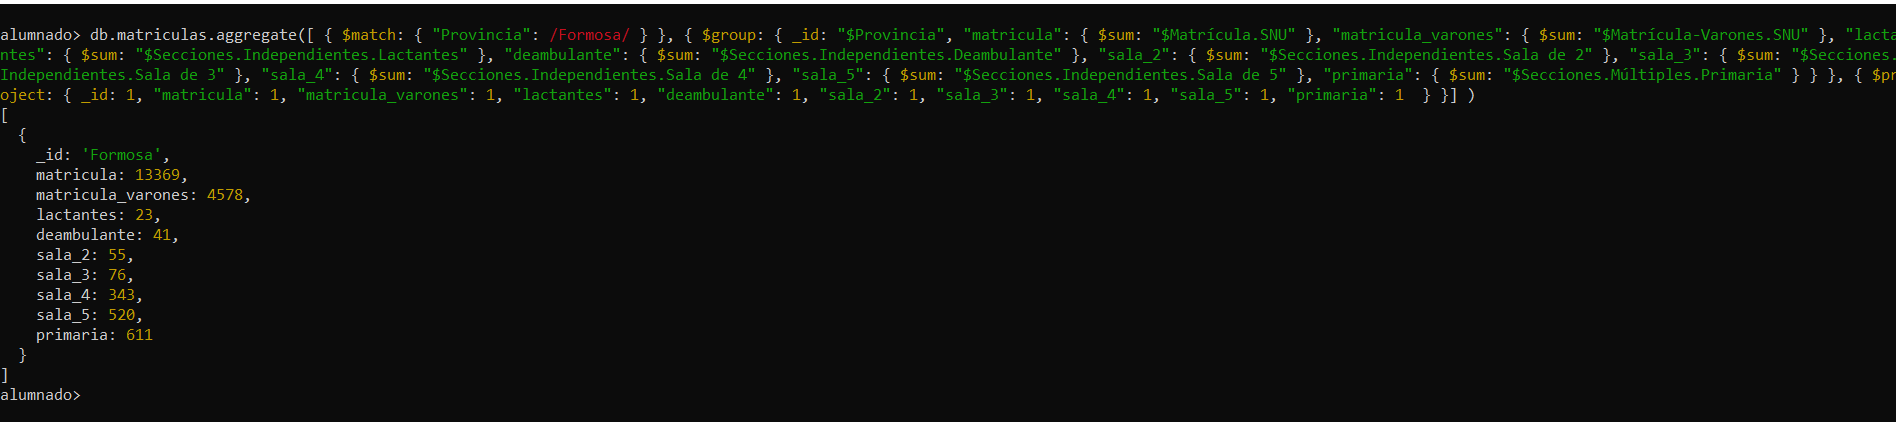 alumnado> db.matriculas.aggregate([ { $match: { "Provincia": /Formosa/ } }, { $group: { _id: "$Provincia", "matricula": { $sum: "$Matrícula.SNU" }, "matricula_varones": { $sum: "$Matrícula-Varones.SNU" }, "lacta
ntes": { $sum: "$Secciones.Independientes.Lactantes" }, "deambulante": { $sum: "$Secciones.Independientes.Deambulante" }, "sala_2": { $sum: "$Secciones.Independientes.Sala de 2" }, "sala_3": { $sum: "$Secciones.
Independientes.Sala de 3" }, "sala_4": { $sum: "$Secciones.Independientes.Sala de 4" }, "sala_5": { $sum: "$Secciones.Independientes.Sala de 5" }, "primaria": { $sum: "$Secciones.Múltiples.Primaria" } } }, { $pr
oject: { _id: 1, "matricula": 1, "matricula_varones": 1, "lactantes": 1, "deambulante": 1, "sala_2": 1, "sala_3": 1, "sala_4": 1, "sala_5": 1, "primaria": 1  } }] )
[
  {
    _id: 'Formosa',
    matricula: 13369,
    matricula_varones: 4578,
    lactantes: 23,
    deambulante: 41,
    sala_2: 55,
    sala_3: 76,
    sala_4: 343,
    sala_5: 520,
    primaria: 611
  }
]
alumnado>